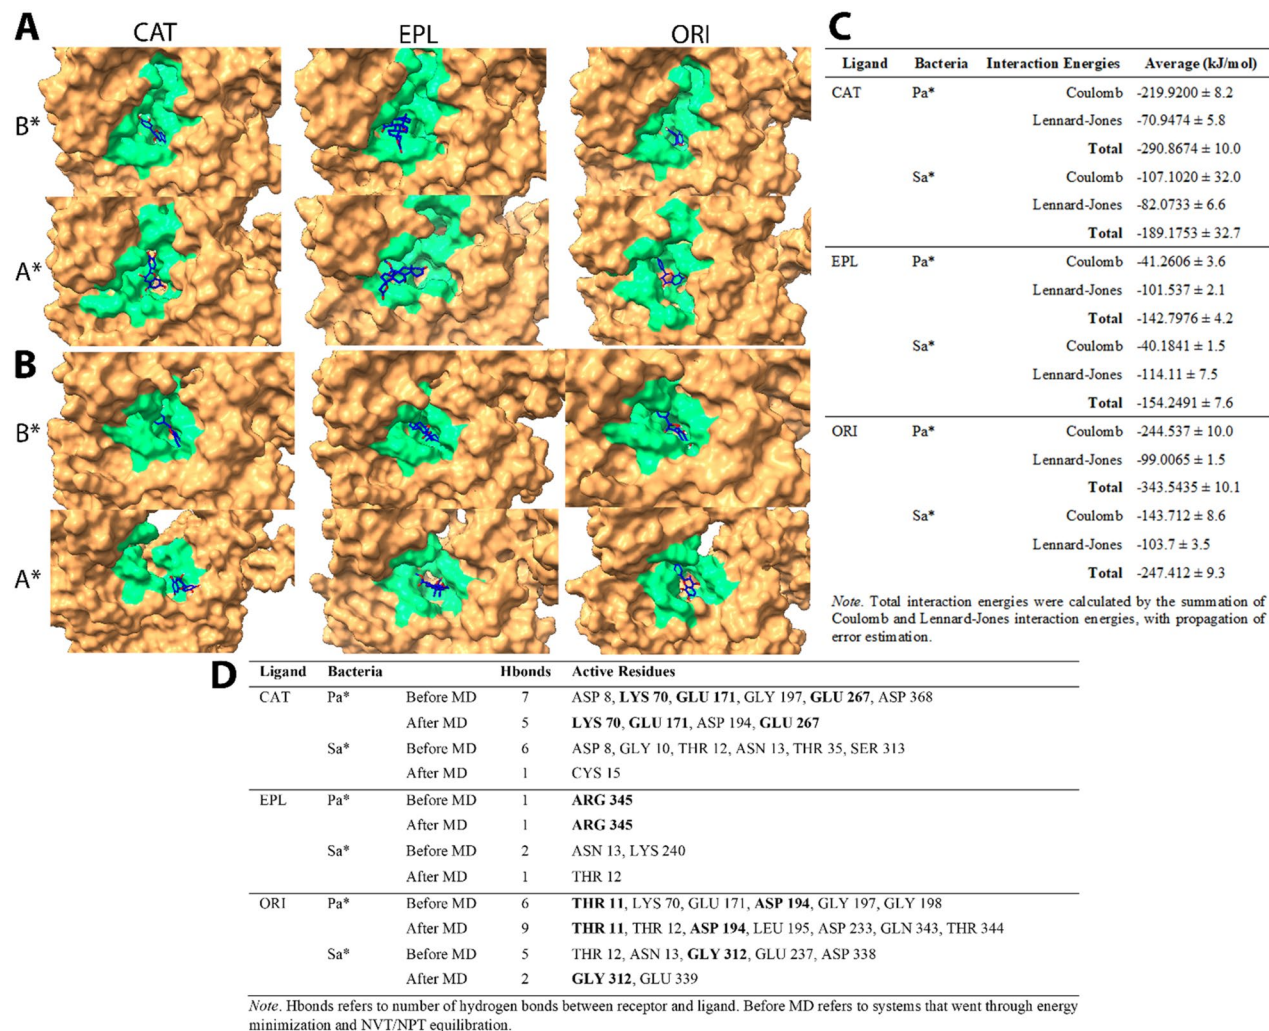 A
CAT EPL ORI
B*
A*
B
B*
A*
C
Ligand Bacteria Interaction Energies Average (kJ/mol)
CAT Pa* Coulomb -219.9200 ± 8.2
Lennard-Jones -70.9474 ± 5.8
Total -290.8674 ± 10.0
Sa* Coulomb -107.1020 ± 32.0
Lennard-Jones -82.0733 ± 6.6
Total -189.1753 ± 32.7
EPL Pa* Coulomb -41.2606 ± 3.6
Lennard-Jones -101.537 ± 2.1
Total -142.7976 ± 4.2
Sa* Coulomb -40.1841 ± 1.5
Lennard-Jones -114.11 ± 7.5
Total -154.2491 ± 7.6
ORI Pa* Coulomb -244.537 ± 10.0
Lennard-Jones -99.0065 ± 1.5
Total -343.5435 ± 10.1
Sa* Coulomb -143.712 ± 8.6
Lennard-Jones -103.7 ± 3.5
Total -247.412 ± 9.3
Note. Total interaction energies were calculated by the summation of
Coulomb and Lennard-Jones interaction energies, with propagation of
error estimation.
D
Ligand Bacteria Hbonds Active Residues
CAT Pa* Before MD 7 ASP 8, LYS 70, GLU 171, GLY 197, GLU 267, ASP 368
After MD 5 LYS 70, GLU 171, ASP 194, GLU 267
Sa* Before MD 6 ASP 8, GLY 10, THR 12, ASN 13, THR 35, SER 313
After MD 1 CYS 15
EPL Pa* Before MD 1 ARG 345
After MD 1 ARG 345
Sa* Before MD 2 ASN 13, LYS 240
After MD 1 THR 12
ORI Pa* Before MD 6 THR 11, LYS 70, GLU 171, ASP 194, GLY 197, GLY 198
After MD 9 THR 11, THR 12, ASP 194, LEU 195, ASP 233, GLN 343, THR 344
Sa* Before MD 5 THR 12, ASN 13, GLY 312, GLU 237, ASP 338
After MD 2 GLY 312, GLU 339
Note. Hbonds refers to number of hydrogen bonds between receptor and ligand. Before MD refers to systems that went through energy
minimization and NVT/NPT equilibration.